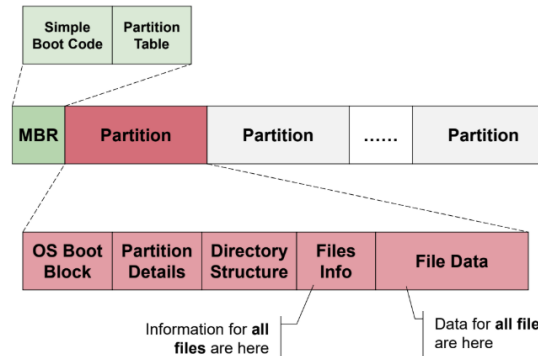 Simple
Boot Code
Partition
Table
MBR
Partition
Partition
......
Partition
OS Boot
Block
Partition
Details
Directory
Structure
Files
Info
File Data
Information for all
files are here
Data for all file
are here